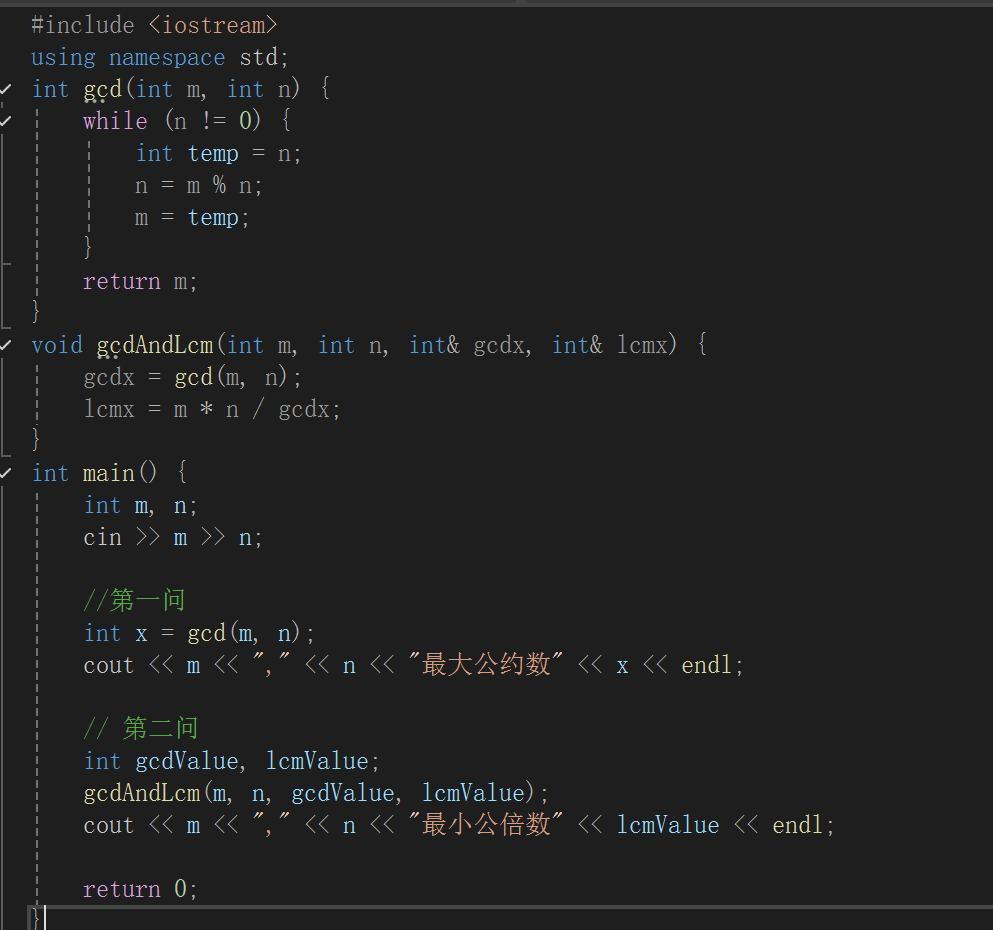 #include <iostream>
using namespace std;
int gcd(int m, int n) {
    while (n != 0) {
        int temp = n;
        n = m % n;
        m = temp;
    }
    return m;
}
void gcdAndLcm(int m, int n, int& gcdx, int& lcmx) {
    gcdx = gcd(m, n);
    lcmx = m * n / gcdx;
}
int main() {
    int m, n;
    cin >> m >> n;

    //第一问
    int x = gcd(m, n);
    cout << m << "," << n << "最大公约数" << x << endl;

    // 第二问
    int gcdValue, lcmValue;
    gcdAndLcm(m, n, gcdValue, lcmValue);
    cout << m << "," << n << "最小公倍数" << lcmValue << endl;

    return 0;
}